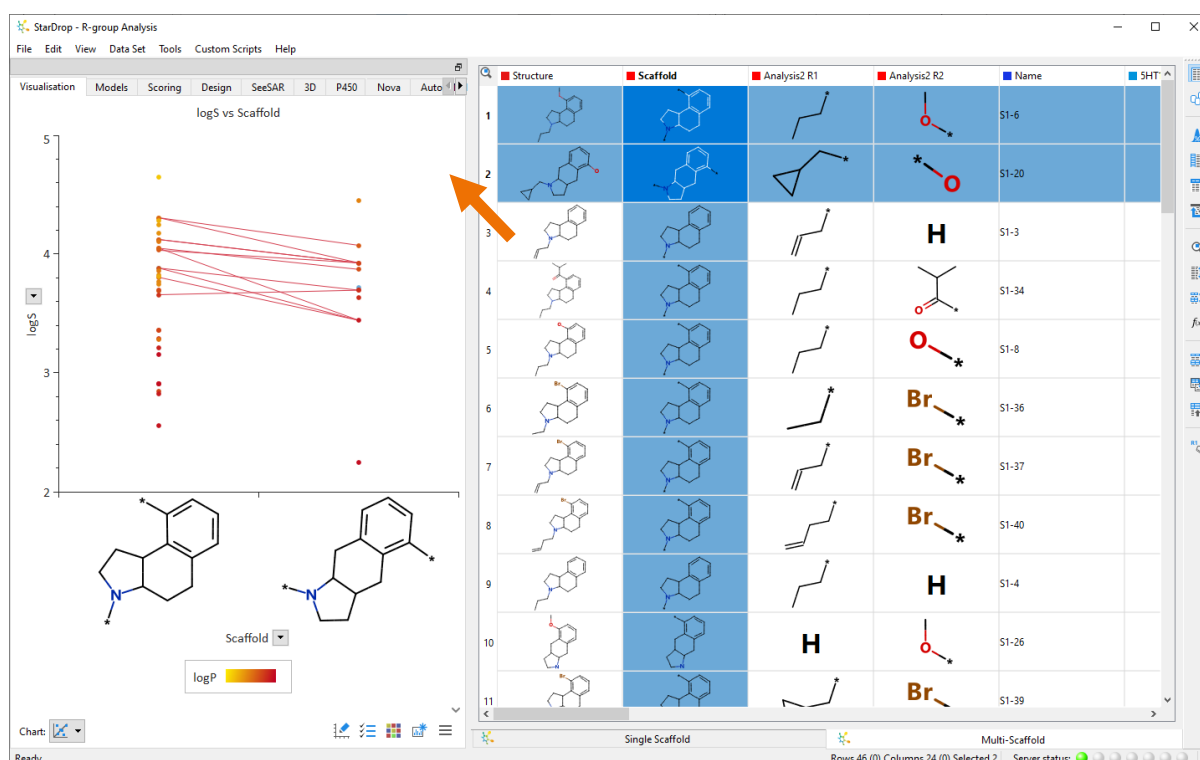 StarDrop - R-group Analysis
File Edit View Data Set Tools Custom Scripts Help
Visualisation Models Scoring Design SeeSAR 3D P450 Nova
logS vs Scaffold
5
4
3
2
logS
* N *
* N *
Scaffold
logP
Chart:
Structure Scaffold Analysis2 R1 Analysis2 R2 Name
1 * O * S1-6
2 * * O S1-20
3 * H S1-3
4 * O * S1-34
5 * O * S1-8
6 Br N * Br * S1-36
7 Br N * Br * S1-37
8 Br N * Br * S1-40
9 N * H S1-4
10 H O * S1-26
11 Br * Br * S1-39
Single Scaffold Multi-Scaffold
Ready
Rows 46 (0) Columns 24 (0) Selected 2 Server status: